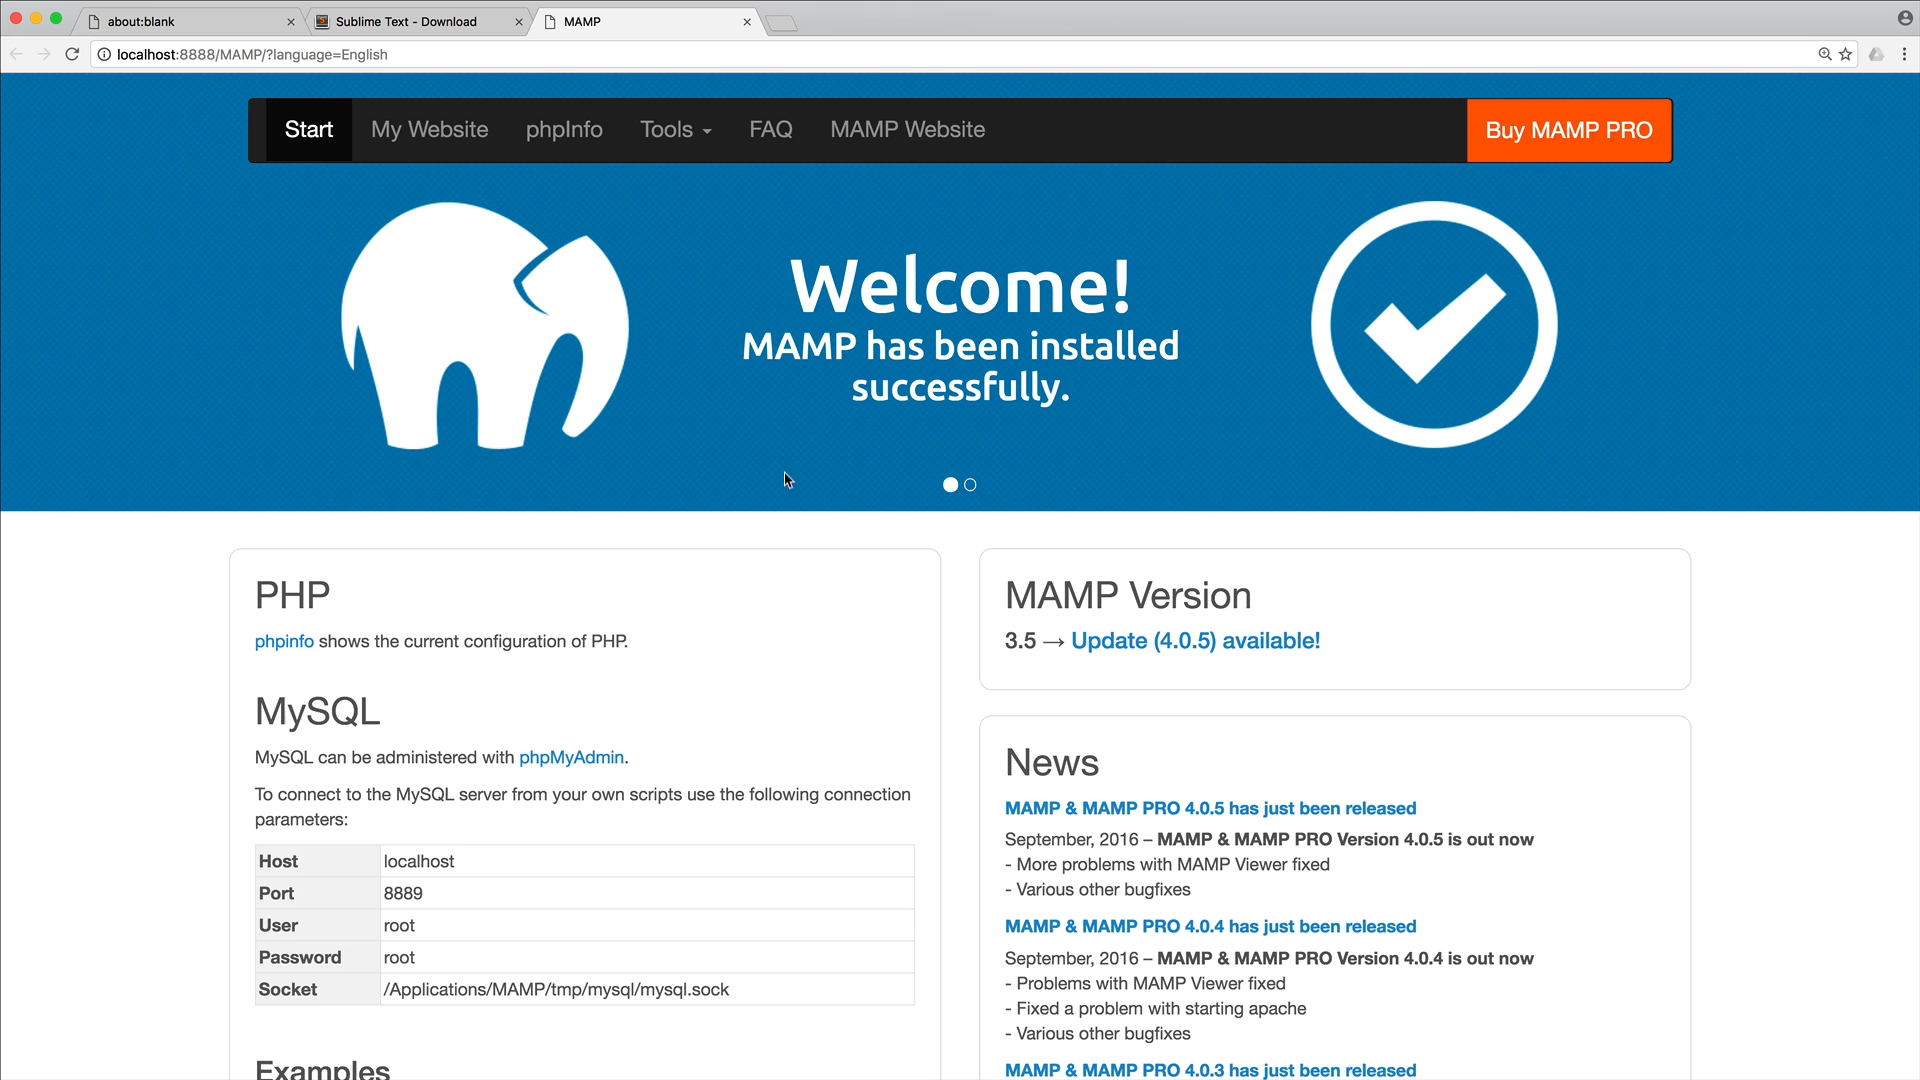 about:blank
Sublime Text - Download
MAMP
localhost:8888/MAMP/?language=English
Start
My Website
phpInfo
Tools
FAQ
MAMP Website
Buy MAMP PRO
Welcome!
MAMP has been installed
successfully.
PHP
phpinfo shows the current configuration of PHP.
MySQL
MySQL can be administered with phpMyAdmin.
To connect to the MySQL server from your own scripts use the following connection
parameters:
Host localhost
Port 8889
User root
Password root
Socket /Applications/MAMP/tmp/mysql/mysql.sock
Examples
MAMP Version
3.5 → Update (4.0.5) available!
News
MAMP & MAMP PRO 4.0.5 has just been released
September, 2016 – MAMP & MAMP PRO Version 4.0.5 is out now
- More problems with MAMP Viewer fixed
- Various other bugfixes
MAMP & MAMP PRO 4.0.4 has just been released
September, 2016 – MAMP & MAMP PRO Version 4.0.4 is out now
- Problems with MAMP Viewer fixed
- Fixed a problem with starting apache
- Various other bugfixes
MAMP & MAMP PRO 4.0.3 has just been released